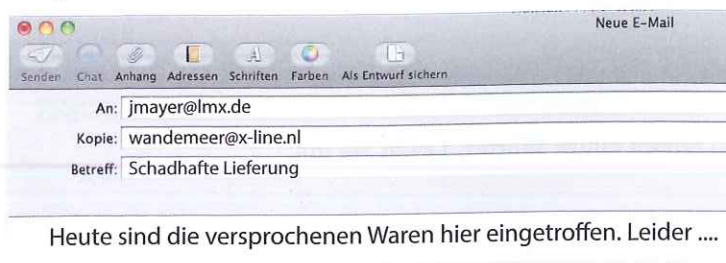 Neue E-Mail
Senden Chat Anhang Adressen Schriften Farben Als Entwurf sichern
An: jmayer@lmx.de
Kopie: wandemeer@x-line.nl
Betreff: Schadhafte Lieferung
Heute sind die versprochenen Waren hier eingetroffen. Leider ....